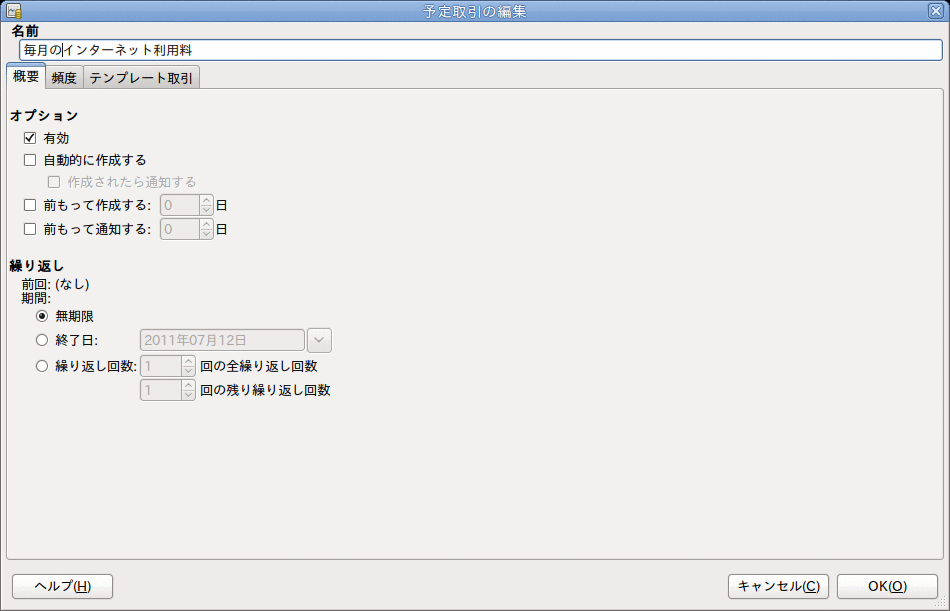 予定取引の編集
名前
毎月のインターネット利用料
概要 頻度 テンプレート取引
オプション
有効
自動的に作成する
作成されたら通知する
前もって作成する: 0 日
前もって通知する: 0 日
繰り返し
前回: (なし)
期間:
無期限
終了日: 2011年07月12日
繰り返し回数: 1 回の全繰り返し回数
1 回の残り繰り返し回数
ヘルプ(H) キャンセル(C) OK(O)